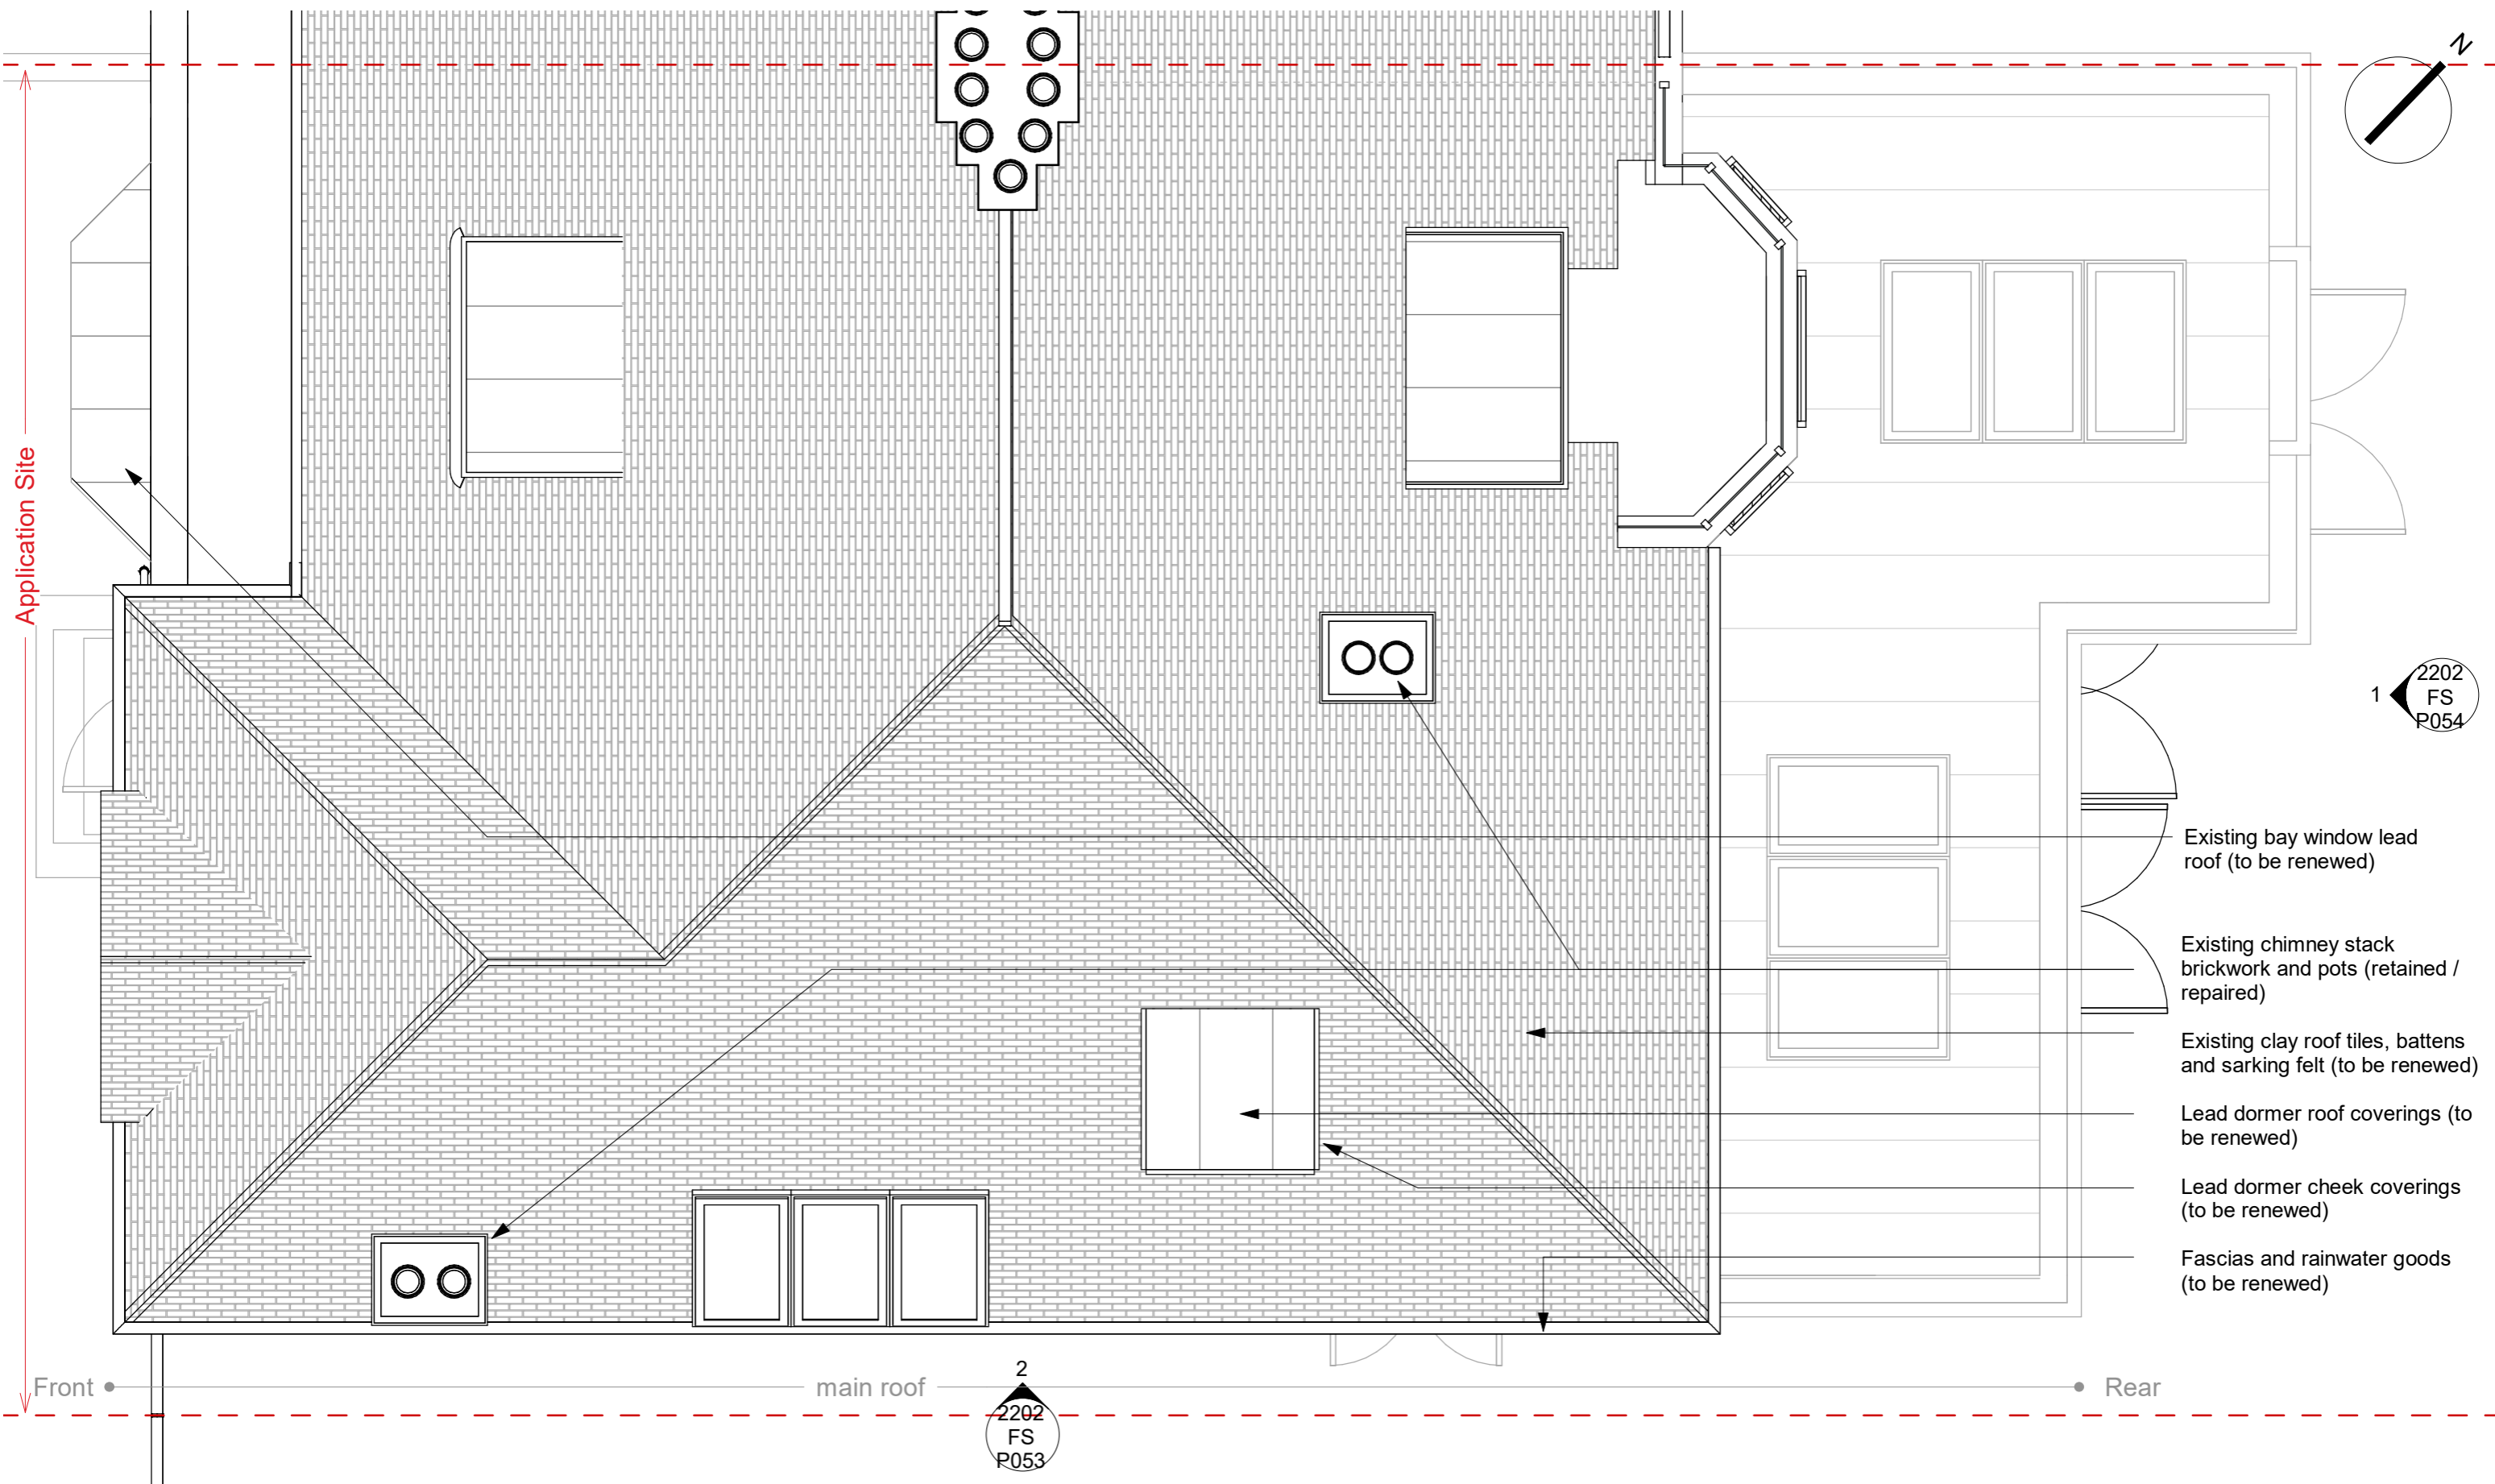 N
Application Site
1
2202
FS
P054
Existing bay window lead
roof (to be renewed)
Existing chimney stack
brickwork and pots (retained /
repaired)
Existing clay roof tiles, battens
and sarking felt (to be renewed)
Lead dormer roof coverings (to
be renewed)
Lead dormer cheek coverings
(to be renewed)
Fascias and rainwater goods
(to be renewed)
Front
main roof
Rear
2
2202
FS
P053